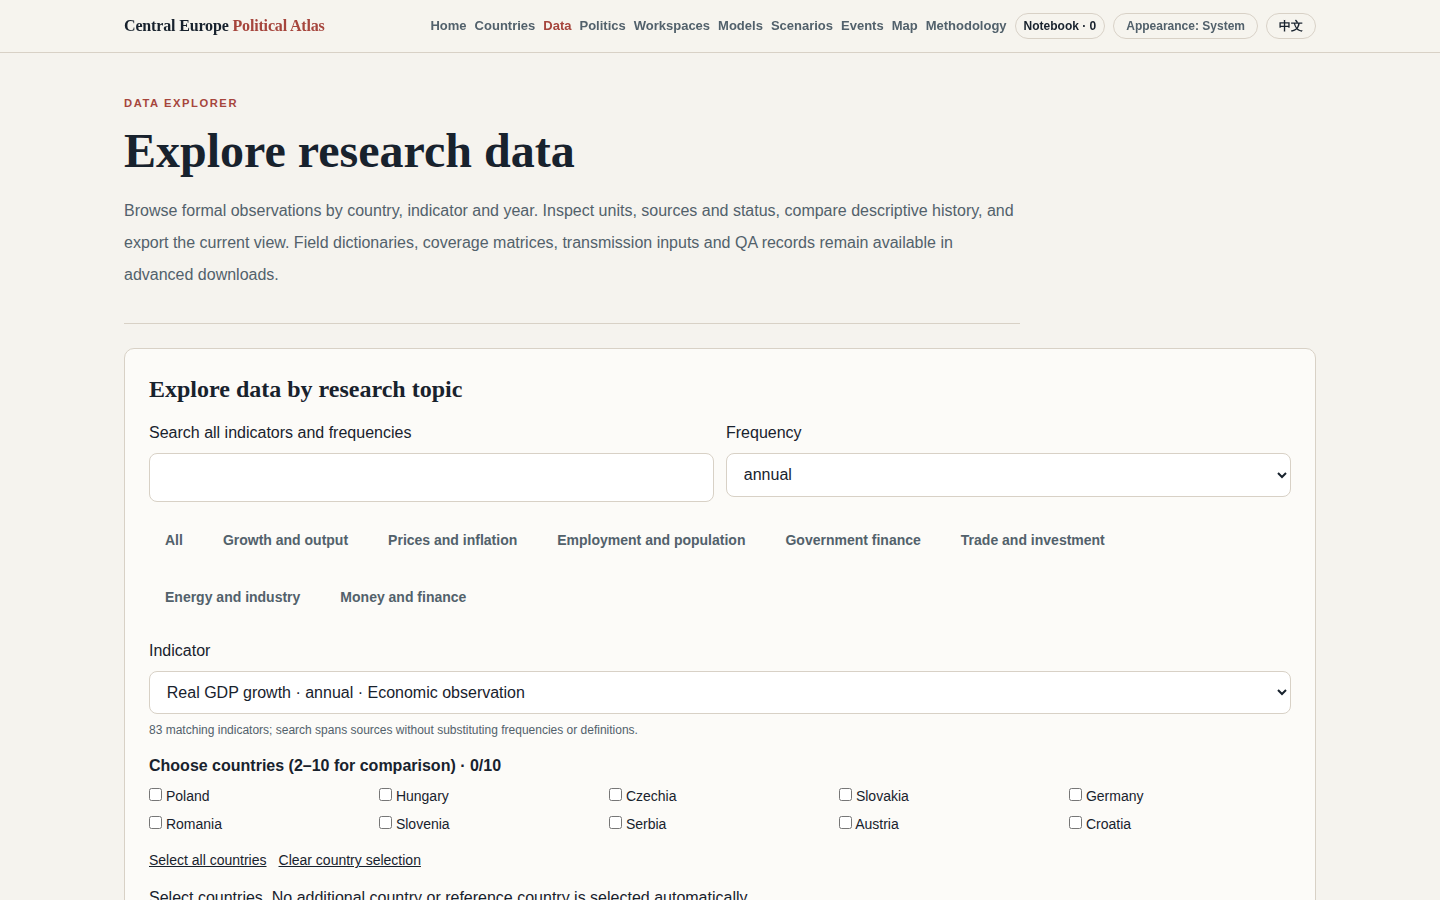 Central Europe Political Atlas
Home Countries Data Politics Workspaces Models Scenarios Events Map Methodology Notebook · 0 Appearance: System 中文
DATA EXPLORER
Explore research data
Browse formal observations by country, indicator and year. Inspect units, sources and status, compare descriptive history, and
export the current view. Field dictionaries, coverage matrices, transmission inputs and QA records remain available in
advanced downloads.
Explore data by research topic
Search all indicators and frequencies Frequency
annual
All Growth and output Prices and inflation Employment and population Government finance Trade and investment
Energy and industry Money and finance
Indicator
Real GDP growth · annual · Economic observation
83 matching indicators; search spans sources without substituting frequencies or definitions.
Choose countries (2–10 for comparison) · 0/10
Poland Hungary Czechia Slovakia Germany
Romania Slovenia Serbia Austria Croatia
Select all countries Clear country selection
Select countries. No additional country or reference country is selected automatically.